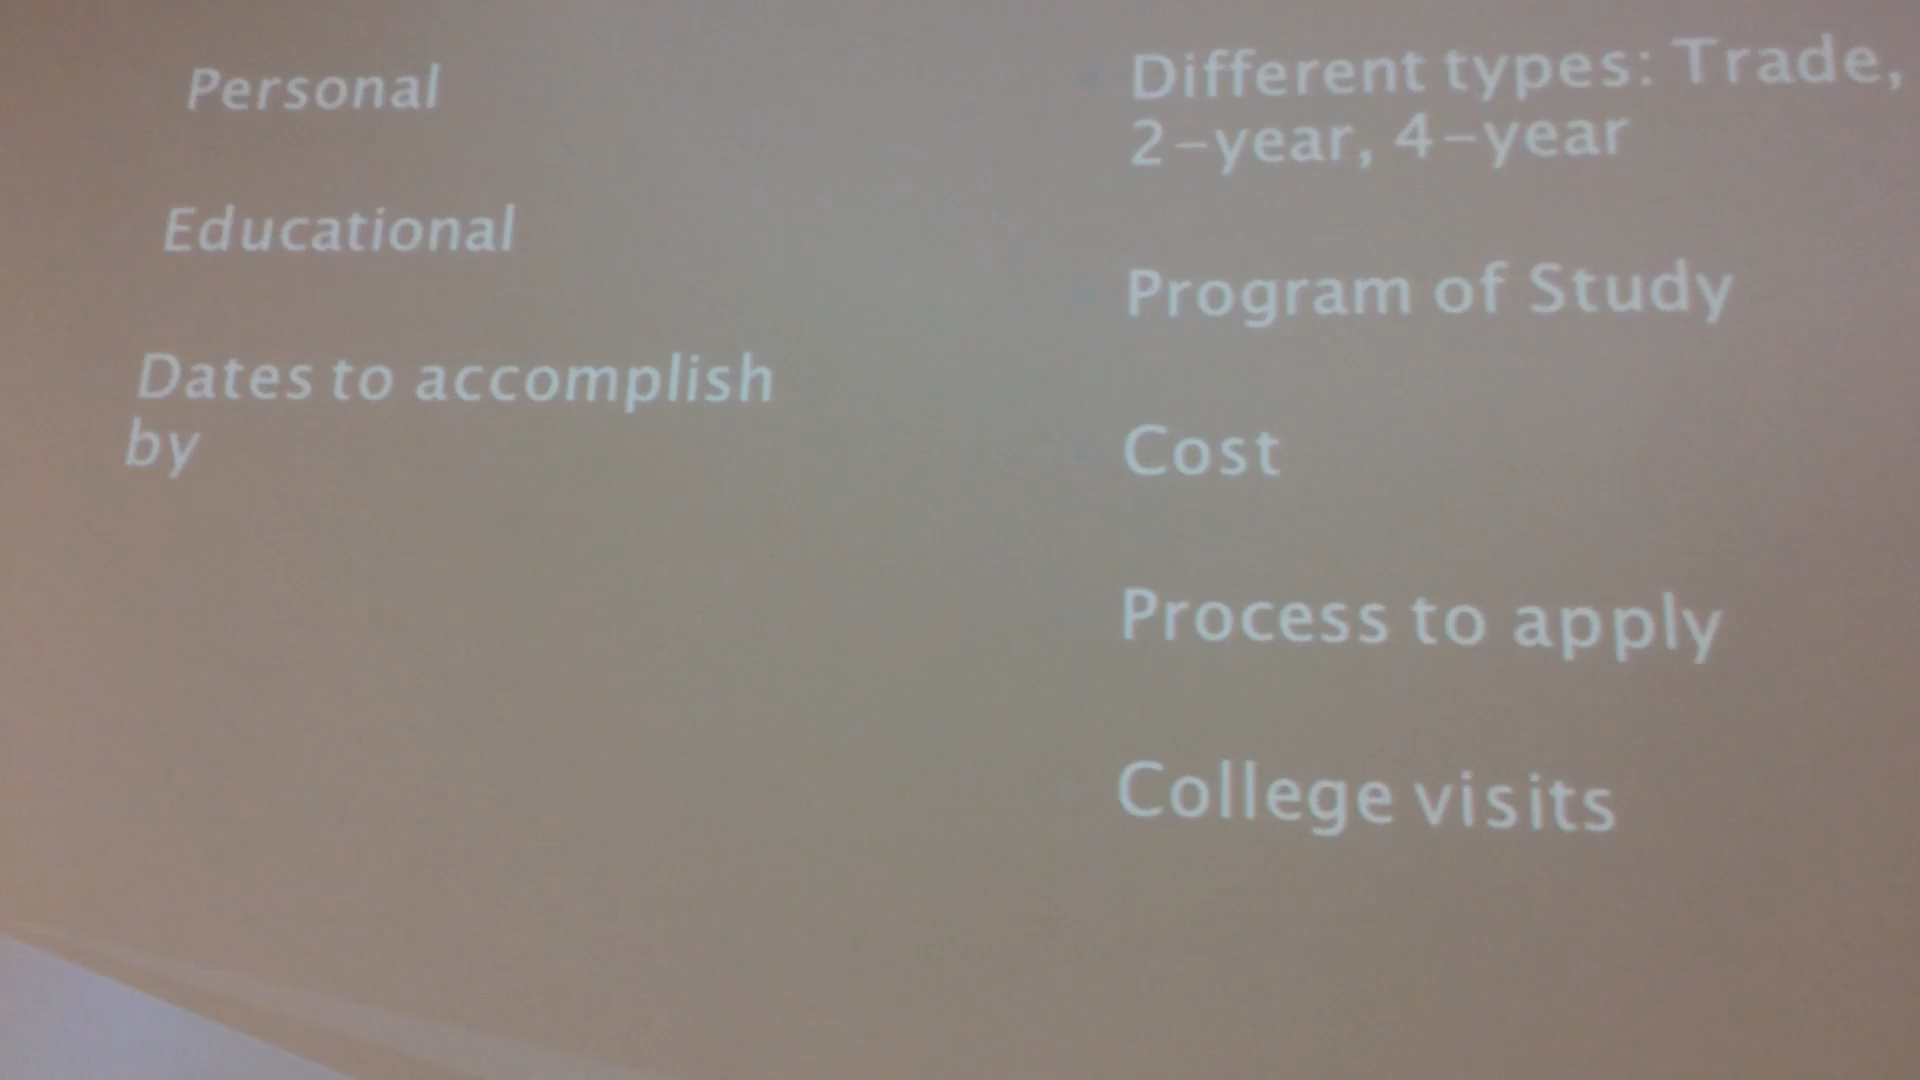 Personal
Educational
Dates to accomplish
by
Different types: Trade,
2-year, 4-year
Program of Study
Cost
Process to apply
College visits